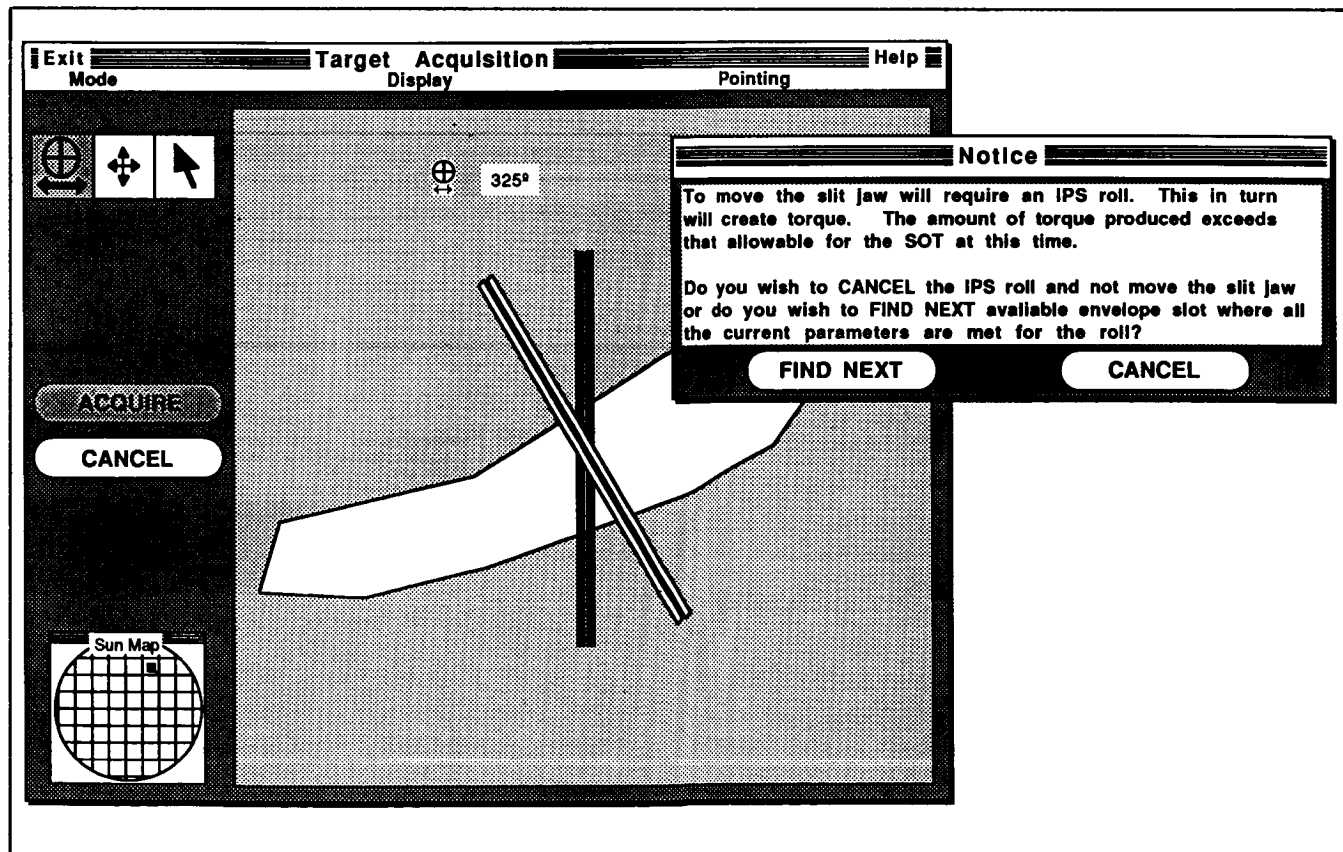 Exit Target Acquisition Help
Mode Display Pointing
325º
Notice
To move the slit jaw will require an IPS roll. This in turn
will create torque. The amount of torque produced exceeds
that allowable for the SOT at this time.
Do you wish to CANCEL the IPS roll and not move the slit jaw
or do you wish to FIND NEXT available envelope slot where all
the current parameters are met for the roll?
FIND NEXT CANCEL
ACQUIRE
CANCEL
Sun Map